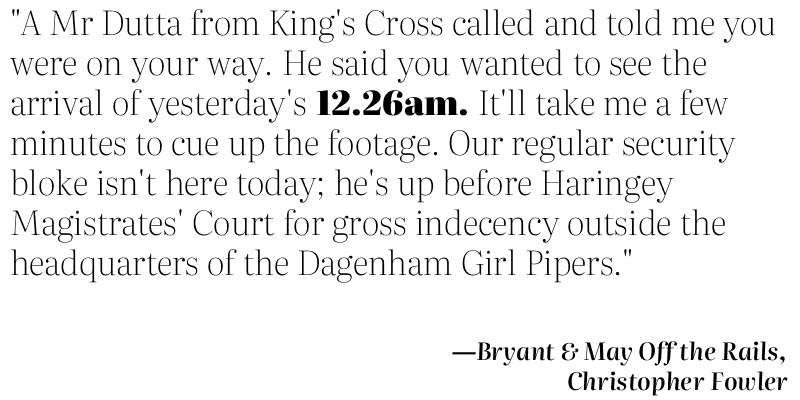 "A Mr Dutta from King's Cross called and told me you
were on your way. He said you wanted to see the
arrival of yesterday's 12.26am. It'll take me a few
minutes to cue up the footage. Our regular security
bloke isn't here today; he's up before Haringey
Magistrates' Court for gross indecency outside the
headquarters of the Dagenham Girl Pipers."
—Bryant & May Off the Rails,
Christopher Fowler